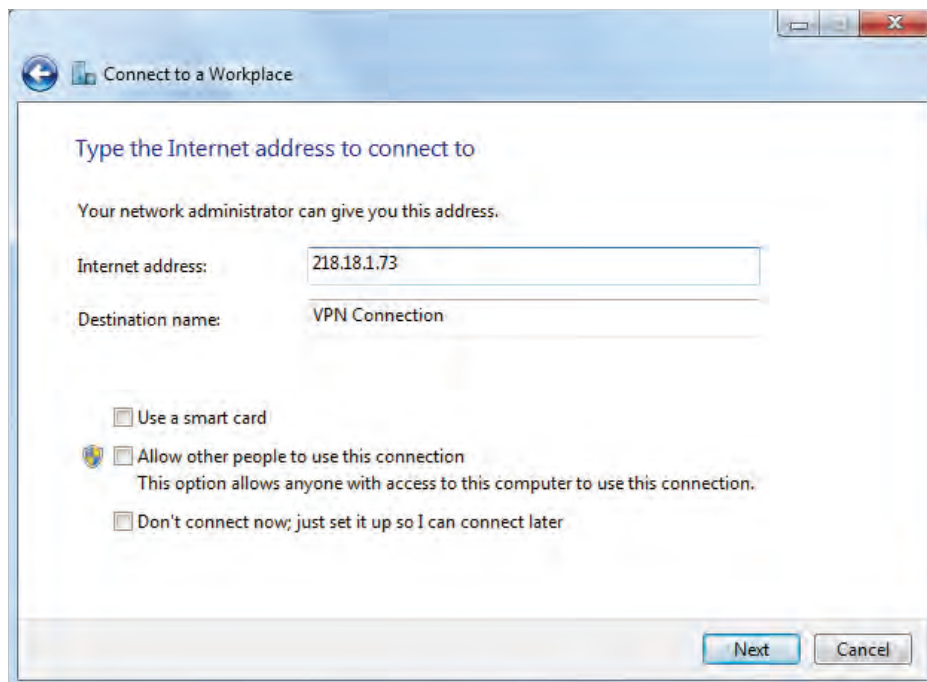 Connect to a Workplace
Type the Internet address to connect to
Your network administrator can give you this address.
Internet address: 218.18.1.73
Destination name: VPN Connection
Use a smart card
Allow other people to use this connection
This option allows anyone with access to this computer to use this connection.
Don't connect now; just set it up so I can connect later
Next Cancel